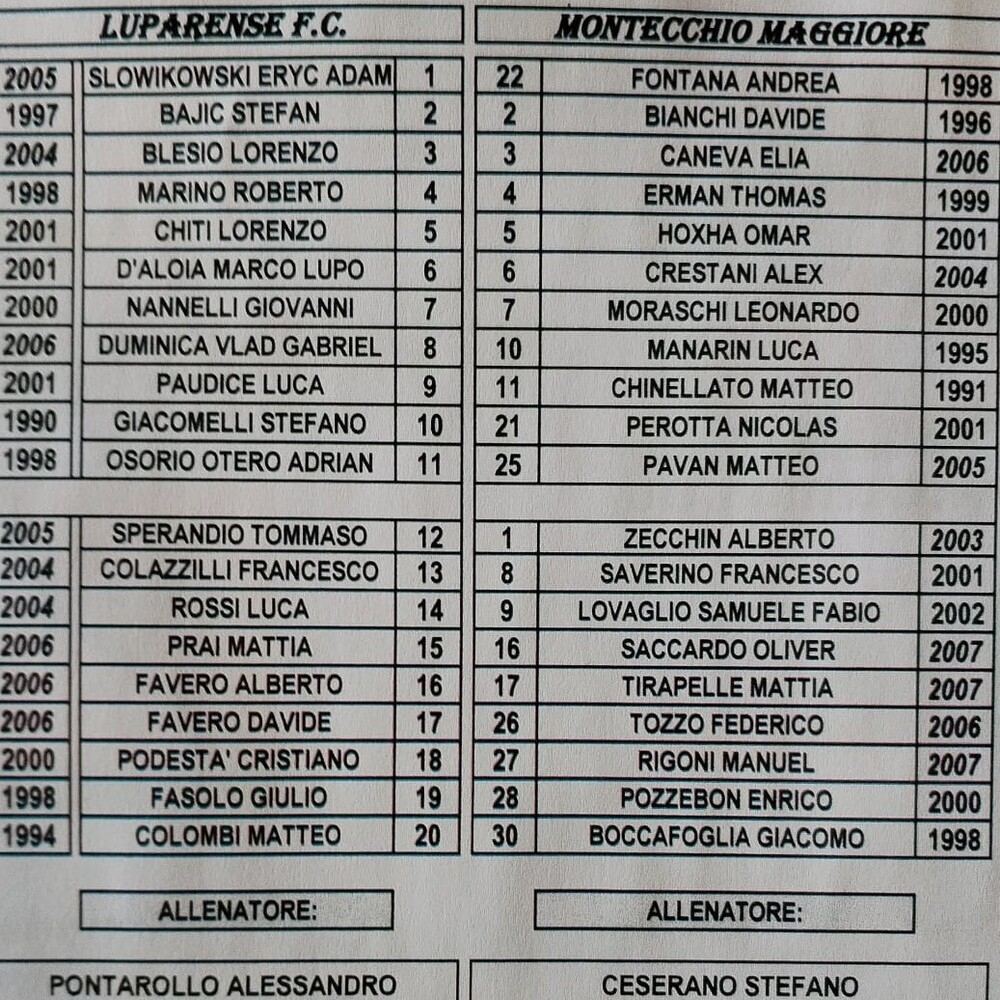 LUPARENSE F.C. MONTECCHIO MAGGIORE
2005 SLOWIKOWSKI ERYC ADAM 1 22 FONTANA ANDREA 1998
1997 BAJIC STEFAN 2 2 BIANCHI DAVIDE 1996
2004 BLESIO LORENZO 3 3 CANEVA ELIA 2006
1998 MARINO ROBERTO 4 4 ERMAN THOMAS 1999
2001 CHITI LORENZO 5 5 HOXHA OMAR 2001
2001 D'ALOIA MARCO LUPO 6 6 CRESTANI ALEX 2004
2000 NANNELLI GIOVANNI 7 7 MORASCHI LEONARDO 2000
2006 DUMINICA VLAD GABRIEL 8 10 MANARIN LUCA 1995
2001 PAUDICE LUCA 9 11 CHINELLATO MATTEO 1991
1990 GIACOMELLI STEFANO 10 21 PEROTTA NICOLAS 2001
1998 OSORIO OTERO ADRIAN 11 25 PAVAN MATTEO 2005
2005 SPERANDIO TOMMASO 12 1 ZECCHIN ALBERTO 2003
2004 COLAZZILLI FRANCESCO 13 8 SAVERINO FRANCESCO 2001
2004 ROSSI LUCA 14 9 LOVAGLIO SAMUELE FABIO 2002
2006 PRAI MATTIA 15 16 SACCARDO OLIVER 2007
2006 FAVERO ALBERTO 16 17 TIRAPELLE MATTIA 2007
2006 FAVERO DAVIDE 17 26 TOZZO FEDERICO 2006
2000 PODESTA' CRISTIANO 18 27 RIGONI MANUEL 2007
1998 FASOLO GIULIO 19 28 POZZEBON ENRICO 2000
1994 COLOMBI MATTEO 20 30 BOCCAFOGLIA GIACOMO 1998
ALLENATORE: ALLENATORE:
PONTAROLLO ALESSANDRO CESERANO STEFANO